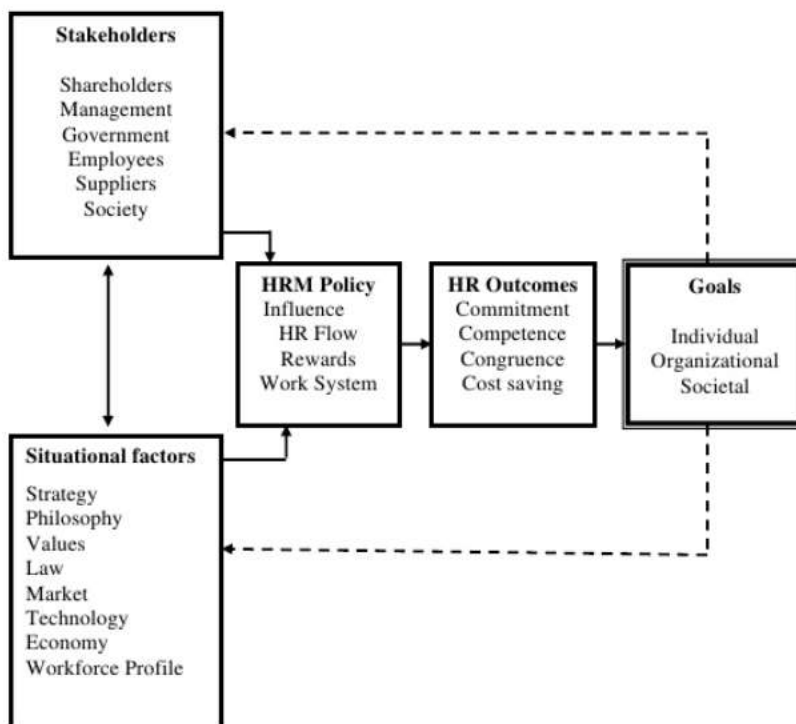 Stakeholders
Shareholders
Management
Government
Employees
Suppliers
Society
HRM Policy
Influence
HR Flow
Rewards
Work System
HR Outcomes
Commitment
Competence
Congruence
Cost saving
Goals
Individual
Organizational
Societal
Situational factors
Strategy
Philosophy
Values
Law
Market
Technology
Economy
Workforce Profile